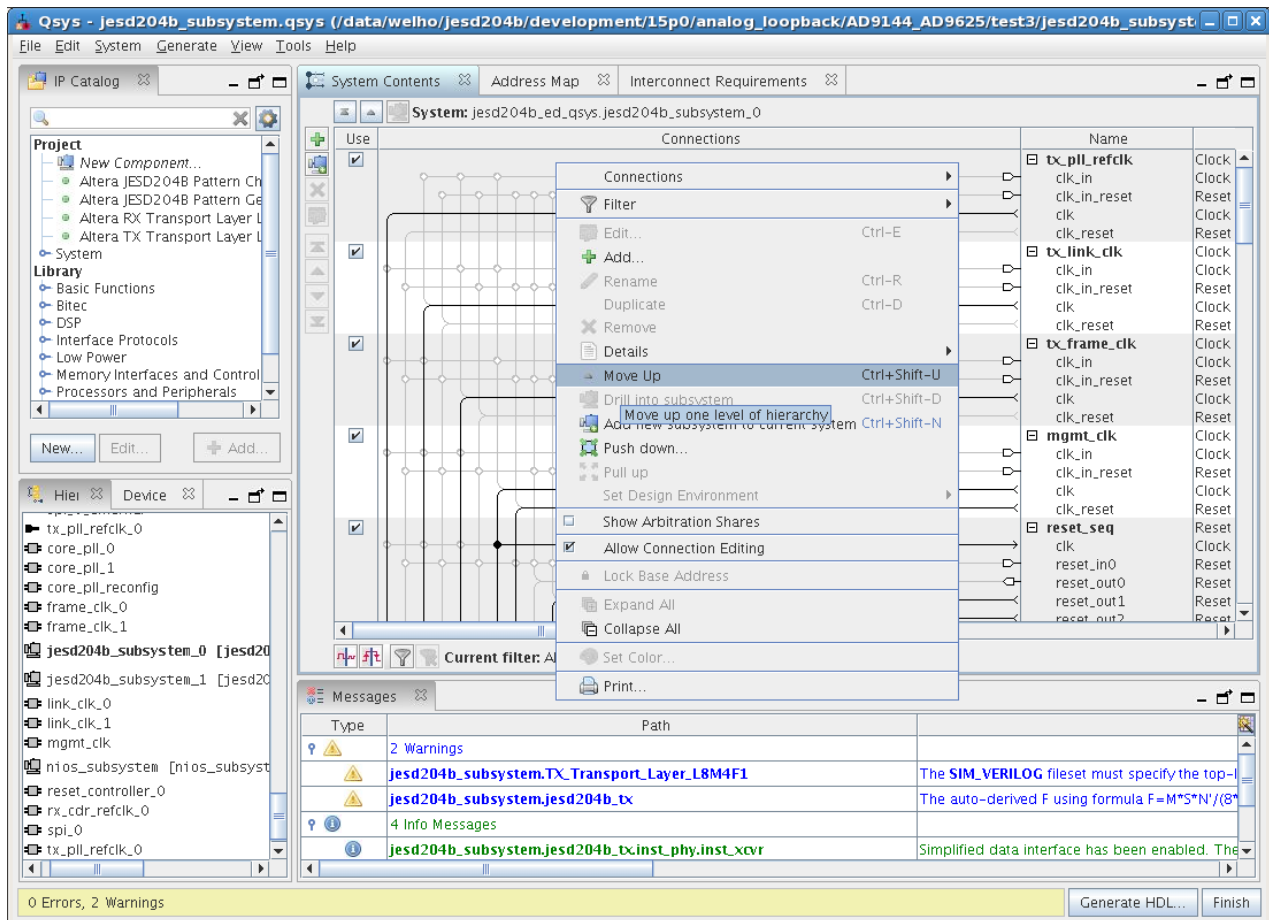 Qsys - jesd204b_subsystem.qsys (/data/welho/jesd204b/development/15p0/analog_loopback/AD9144_AD9625/test3/jesd204b_subsyst
File Edit System Generate View Tools Help
IP Catalog
Project
New Component...
Altera JESD204B Pattern Ch
Altera JESD204B Pattern Ge
Altera RX Transport Layer L
Altera TX Transport Layer L
System
Library
Basic Functions
Bitec
DSP
Interface Protocols
Low Power
Memory Interfaces and Control
Processors and Peripherals
New... Edit... Add...
Hier Device
tx_pll_refclk_0
core_pll_0
core_pll_1
core_pll_reconfig
frame_clk_0
frame_clk_1
jesd204b_subsystem_0 [jesd20
jesd204b_subsystem_1 [jesd20
link_clk_0
link_clk_1
mgmt_clk
nios_subsystem [nios_subsyst
reset_controller_0
rx_cdr_refclk_0
spi_0
tx_pll_refclk_0
System Contents Address Map Interconnect Requirements
System: jesd204b_ed_qsys.jesd204b_subsystem_0
Use Connections Name
tx_pll_refclk Clock
clk_in Clock
clk_in_reset Reset
clk Clock
clk_reset Reset
tx_link_clk Clock
clk_in Clock
clk_in_reset Reset
clk Clock
clk_reset Reset
tx_frame_clk Clock
clk_in Clock
clk_in_reset Reset
clk Clock
clk_reset Reset
mgmt_clk Clock
clk_in Clock
clk_in_reset Reset
clk Clock
clk_reset Reset
reset_seq Reset
clk Clock
reset_in0 Reset
reset_out0 Reset
reset_out1 Reset
reset_out2 Reset
Connections
Filter
Edit... Ctrl-E
Add...
Rename Ctrl-R
Duplicate Ctrl-D
Remove
Details
Move Up Ctrl+Shift-U
Drill into subsystem Ctrl+Shift-D
Move up one level of hierarchy
Add new subsystem to current system Ctrl+Shift-N
Push down...
Pull up
Set Design Environment
Show Arbitration Shares
Allow Connection Editing
Lock Base Address
Expand All
Collapse All
Set Color...
Print...
Current filter: Al
Messages
Type Path
2 Warnings
jesd204b_subsystem.TX_Transport_Layer_L8M4F1 The SIM_VERILOG fileset must specify the top-l
jesd204b_subsystem.jesd204b_tx The auto-derived F using formula F=M*S*N'/(8*
4 Info Messages
jesd204b_subsystem.jesd204b_tx.inst_phy.inst_xcvr Simplified data interface has been enabled. The
0 Errors, 2 Warnings
Generate HDL... Finish